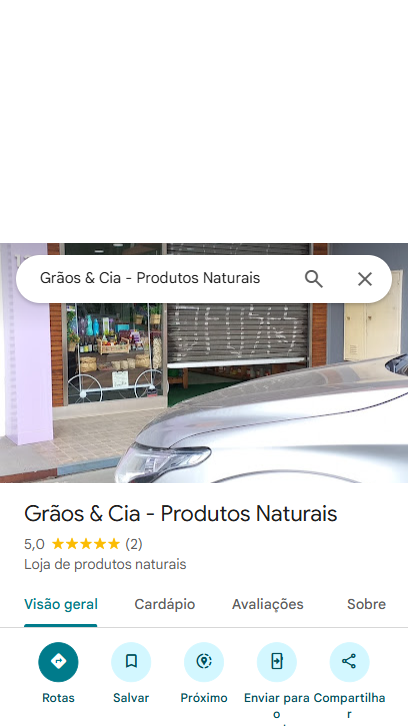 Grãos & Cia - Produtos Naturais
Grãos & Cia - Produtos Naturais
5,0 (2)
Loja de produtos naturais
Visão geral Cardápio Avaliações Sobre
Rotas Salvar Próximo Enviar para Compartilha
o r